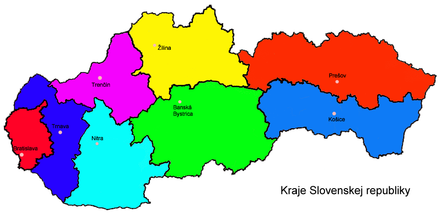 Žilina
Trenčín
Prešov
Banská
Bystrica
Košice
Trnava
Nitra
Bratislava
Kraje Slovenskej republiky